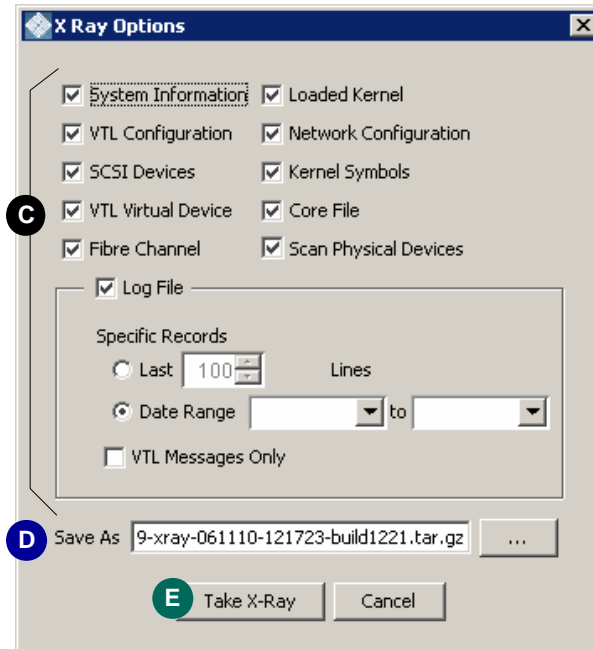 X Ray Options
System Information Loaded Kernel
VTL Configuration Network Configuration
SCSI Devices Kernel Symbols
C
VTL Virtual Device Core File
Fibre Channel Scan Physical Devices
Log File
Specific Records
Last 100 Lines
Date Range to
VTL Messages Only
D Save As 9-xray-061110-121723-build1221.tar.gz ...
E Take X-Ray Cancel